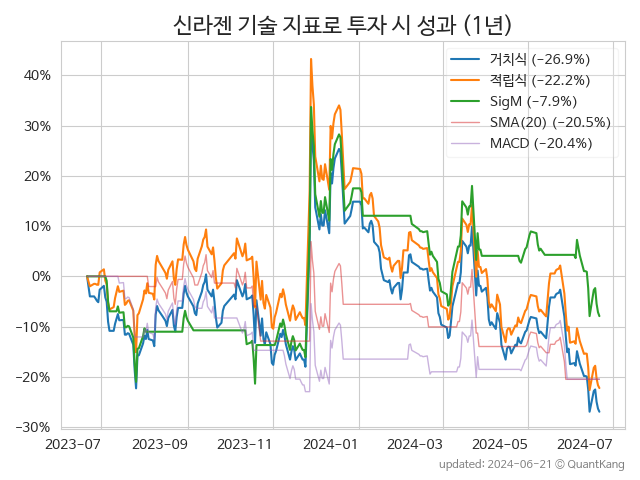 신라젠 기술 지표로 투자 시 성과 (1년)
거치식 (−26.9%)
적립식 (−22.2%)
SigM (−7.9%)
SMA(20) (−20.5%)
MACD (−20.4%)
40%
30%
20%
10%
0%
−10%
−20%
−30%
2023-07 2023-09 2023-11 2024-01 2024-03 2024-05 2024-07
updated: 2024-06-21 © QuantKang